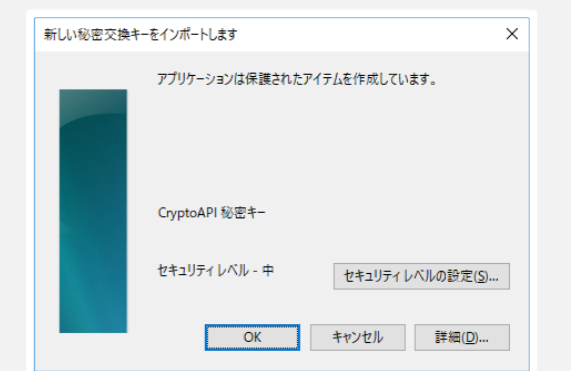 新しい秘密交換キーをインポートします
アプリケーションは保護されたアイテムを作成しています。
CryptoAPI 秘密キー
セキュリティ レベル - 中
セキュリティ レベルの設定(S)...
OK
キャンセル
詳細(D)...